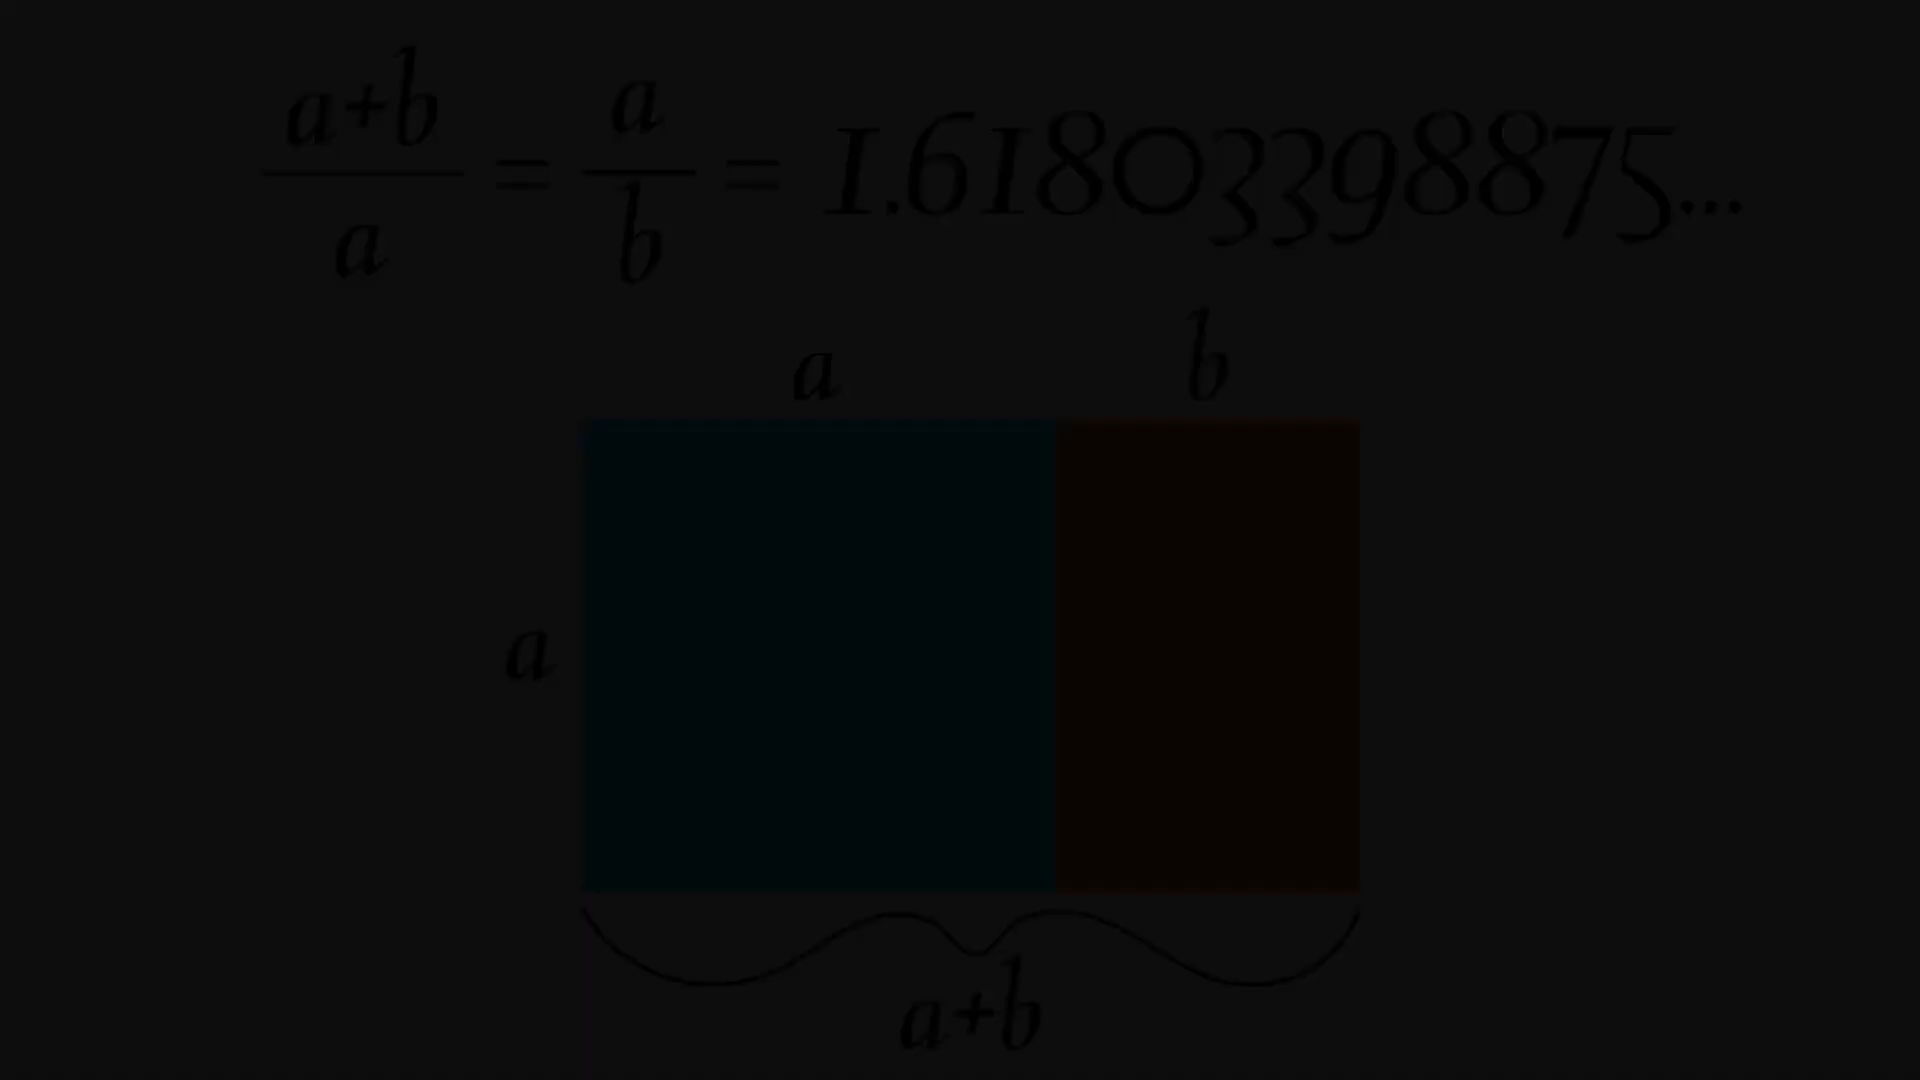 a+b/a = a/b = 1.61803398875...
a b
a
a+b